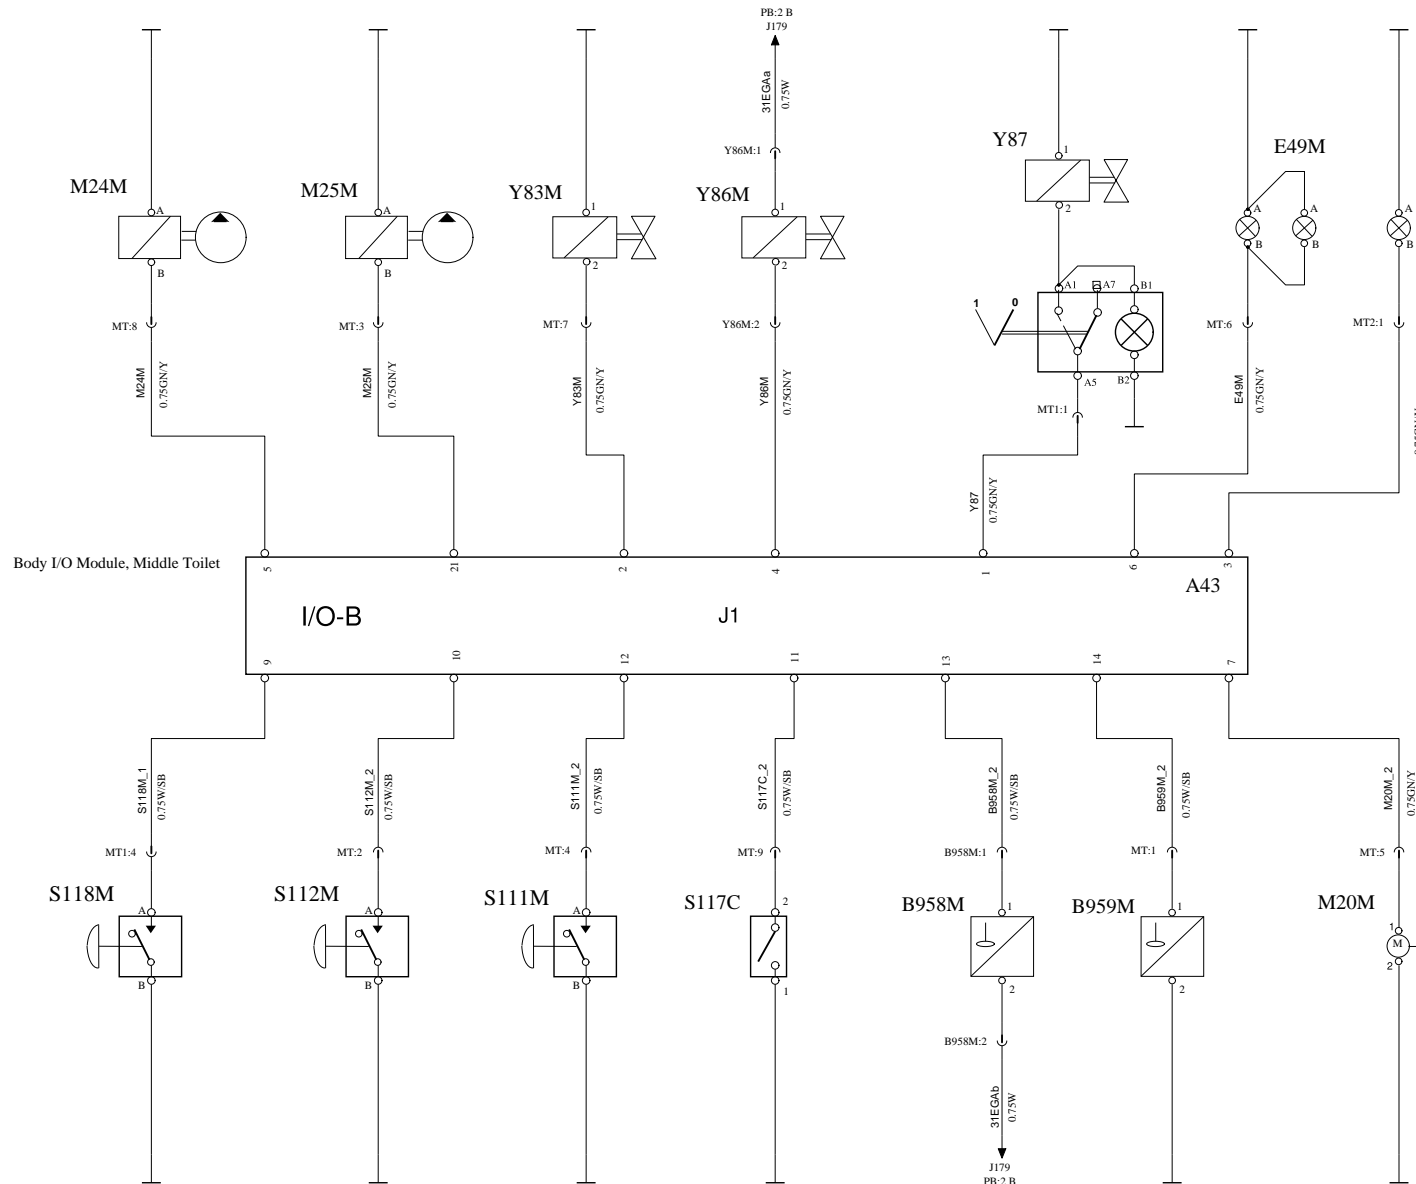 PB:2 B
J179
31EGAa
0.75W
Y86M:1
Y87
1
2
E49M
M24M
A
B
M25M
A
B
Y83M
1
2
Y86M
1
2
A
B
A
B
A
B
1
0
A1
A7
B1
A5
B2
MT:8
MT:3
MT:7
Y86M:2
MT1:1
MT:6
MT2:1
M24M
0.75GN/Y
M25M
0.75GN/Y
Y83M
0.75GN/Y
Y86M
0.75GN/Y
E49M
0.75GN/Y
Y87
0.75GN/Y
Body I/O Module, Middle Toilet
5
21
2
4
1
6
3
A43
I/O-B
J1
9
10
12
11
13
14
7
S118M_1
0.75W/SB
S112M_2
0.75W/SB
S111M_2
0.75W/SB
S117C_2
0.75W/SB
B958M_2
0.75W/SB
B959M_2
0.75W/SB
M20M_2
0.75GN/Y
MT1:4
MT:2
MT:4
MT:9
B958M:1
MT:1
MT:5
S118M
A
B
S112M
A
B
S111M
A
B
S117C
2
1
B958M
1
2
B959M
1
2
M20M
1
M
2
B958M:2
31EGAb
0.75W
J179
PB:2 B